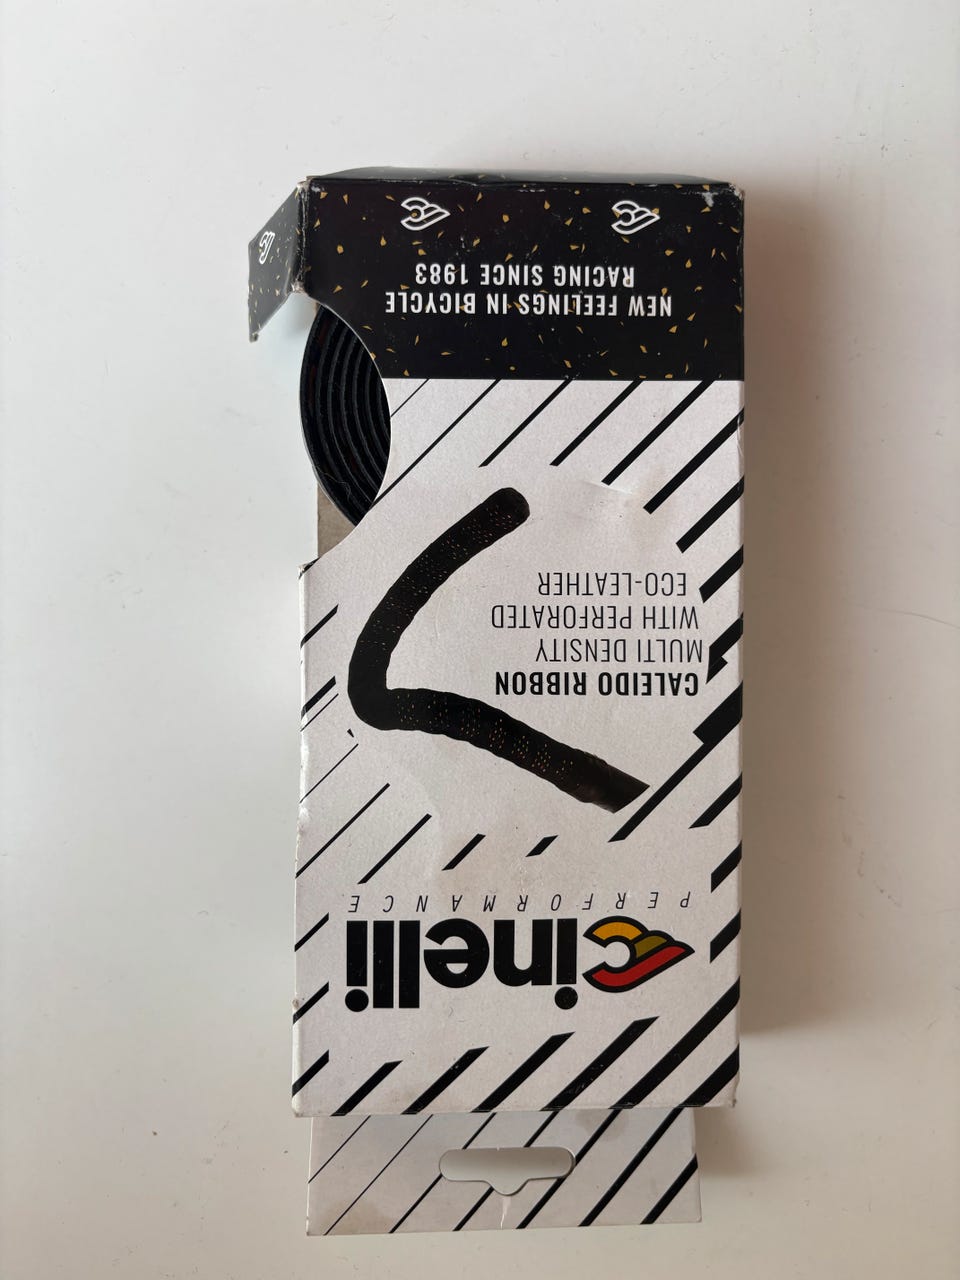 cinelli
PERFORMANCE
CALEIDO RIBBON
MULTI DENSITY
WITH PERFORATED
ECO-LEATHER
NEW FEELINGS IN BICYCLE
RACING SINCE 1983